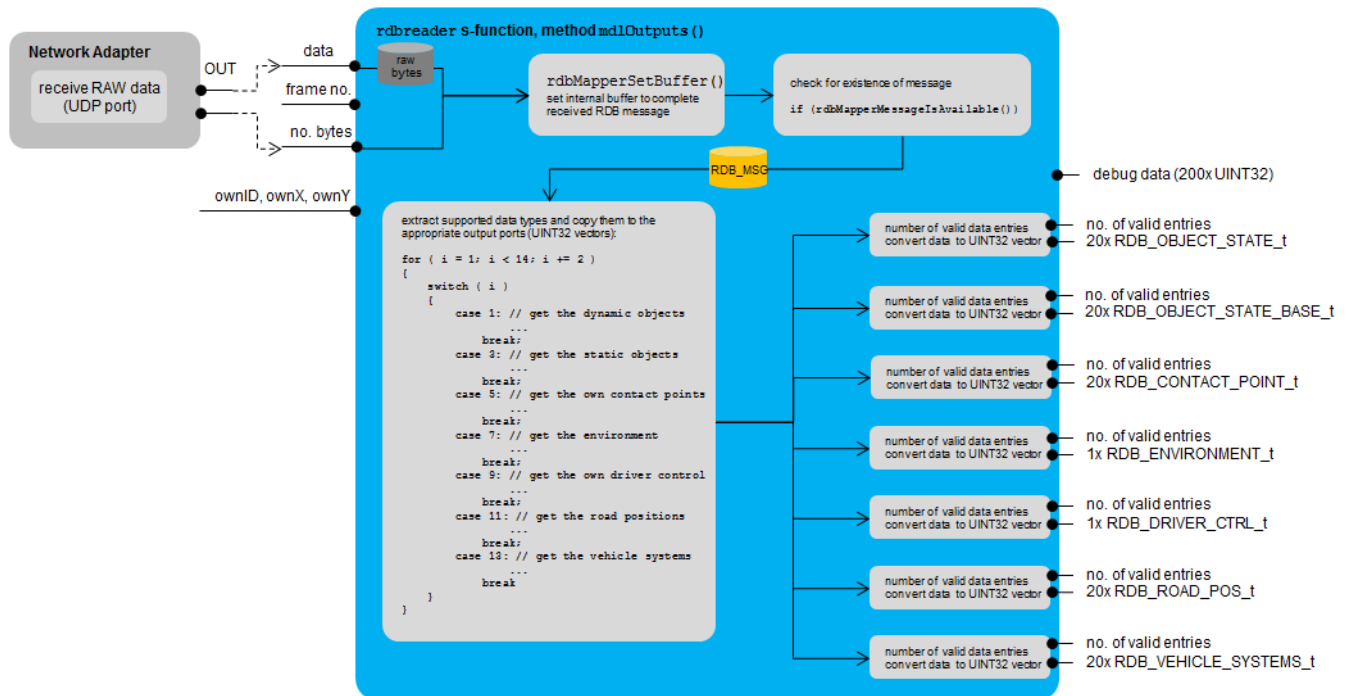 rdbreader s-function, method mdlOutputs()
Network Adapter
receive RAW data
(UDP port)
OUT
data
frame no.
no. bytes
ownID, ownX, ownY
raw
bytes
rdbMapperSetBuffer()
set internal buffer to complete
received RDB message
check for existence of message
if (rdbMapperMessageIsAvailable())
RDB_MSG
extract supported data types and copy them to the
appropriate output ports (UINT32 vectors):
for ( i = 1; i < 14; i += 2 )
{
switch ( i )
{
case 1: // get the dynamic objects
...
break;
case 3: // get the static objects
...
break;
case 5: // get the own contact points
...
break;
case 7: // get the environment
...
break;
case 9: // get the own driver control
...
break;
case 11: // get the road positions
...
break;
case 13: // get the vehicle systems
...
break
}
}
debug data (200x UINT32)
number of valid data entries
convert data to UINT32 vector
no. of valid entries
20x RDB_OBJECT_STATE_t
number of valid data entries
convert data to UINT32 vector
no. of valid entries
20x RDB_OBJECT_STATE_BASE_t
number of valid data entries
convert data to UINT32 vector
no. of valid entries
20x RDB_CONTACT_POINT_t
number of valid data entries
convert data to UINT32 vector
no. of valid entries
1x RDB_ENVIRONMENT_t
number of valid data entries
convert data to UINT32 vector
no. of valid entries
1x RDB_DRIVER_CTRL_t
number of valid data entries
convert data to UINT32 vector
no. of valid entries
20x RDB_ROAD_POS_t
number of valid data entries
convert data to UINT32 vector
no. of valid entries
20x RDB_VEHICLE_SYSTEMS_t